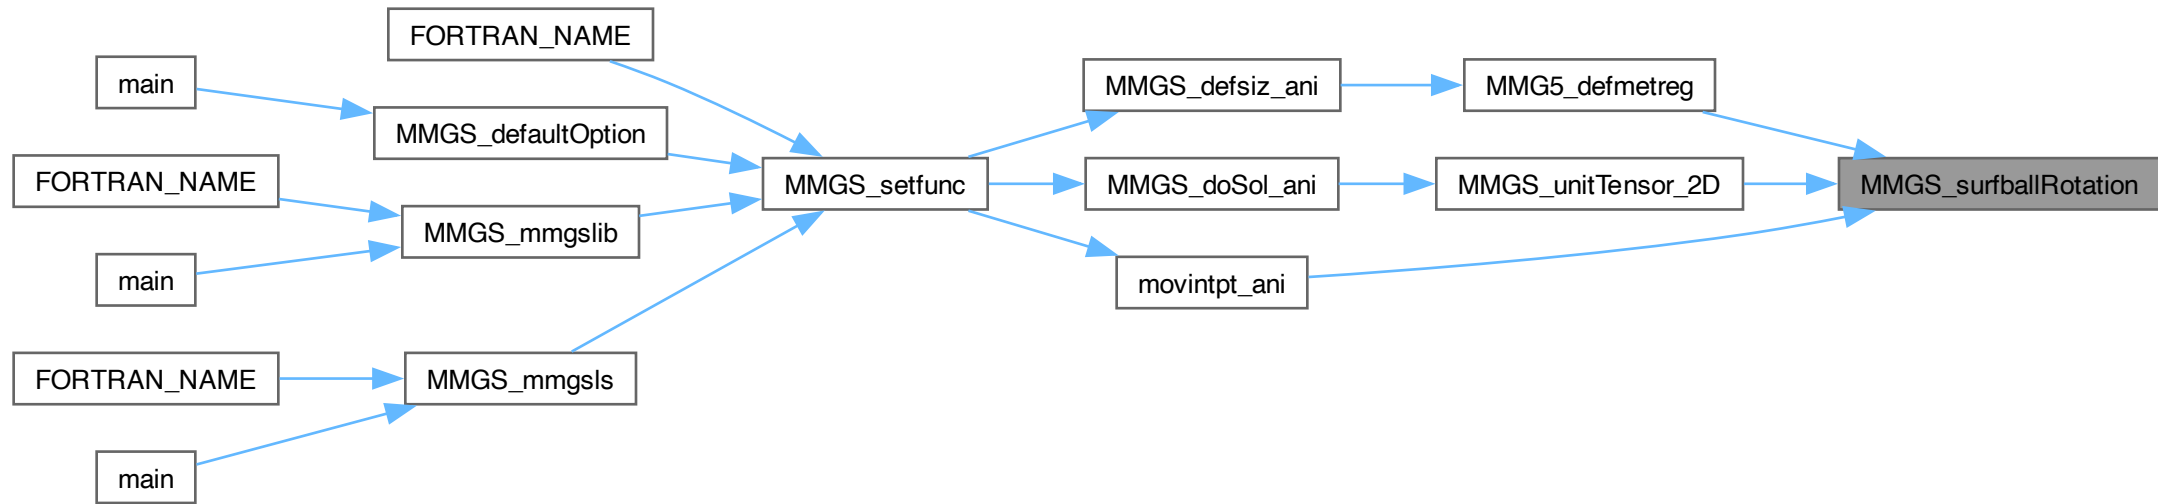 FORTRAN_NAME
main
MMGS_defaultOption
FORTRAN_NAME
MMGS_mmgslib
main
FORTRAN_NAME
MMGS_mmgsls
main
MMGS_setfunc
MMGS_defsiz_ani
MMGS_doSol_ani
movintpt_ani
MMG5_defmetreg
MMGS_unitTensor_2D
MMGS_surfballRotation